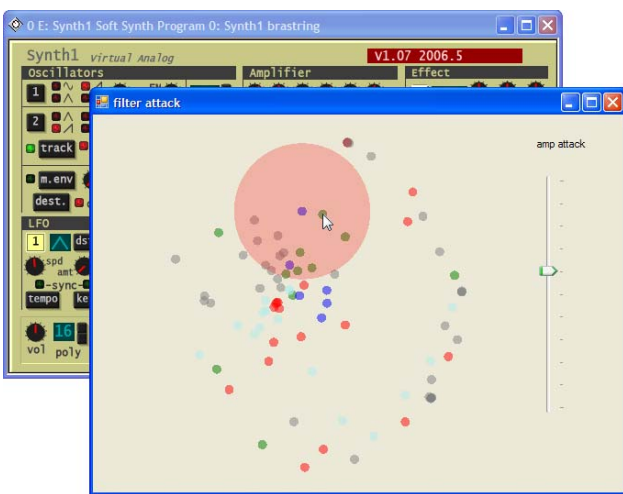 0 E: Synth1 Soft Synth Program 0: Synth1 brastring
Synth1 Virtual Analog
V1.07 2006.5
Oscillators
Amplifier
Effect
1
2
track
m.env
dest.
LFO
1
spd
amt
-sync-
tempo
vol
16
poly
filter attack
amp attack